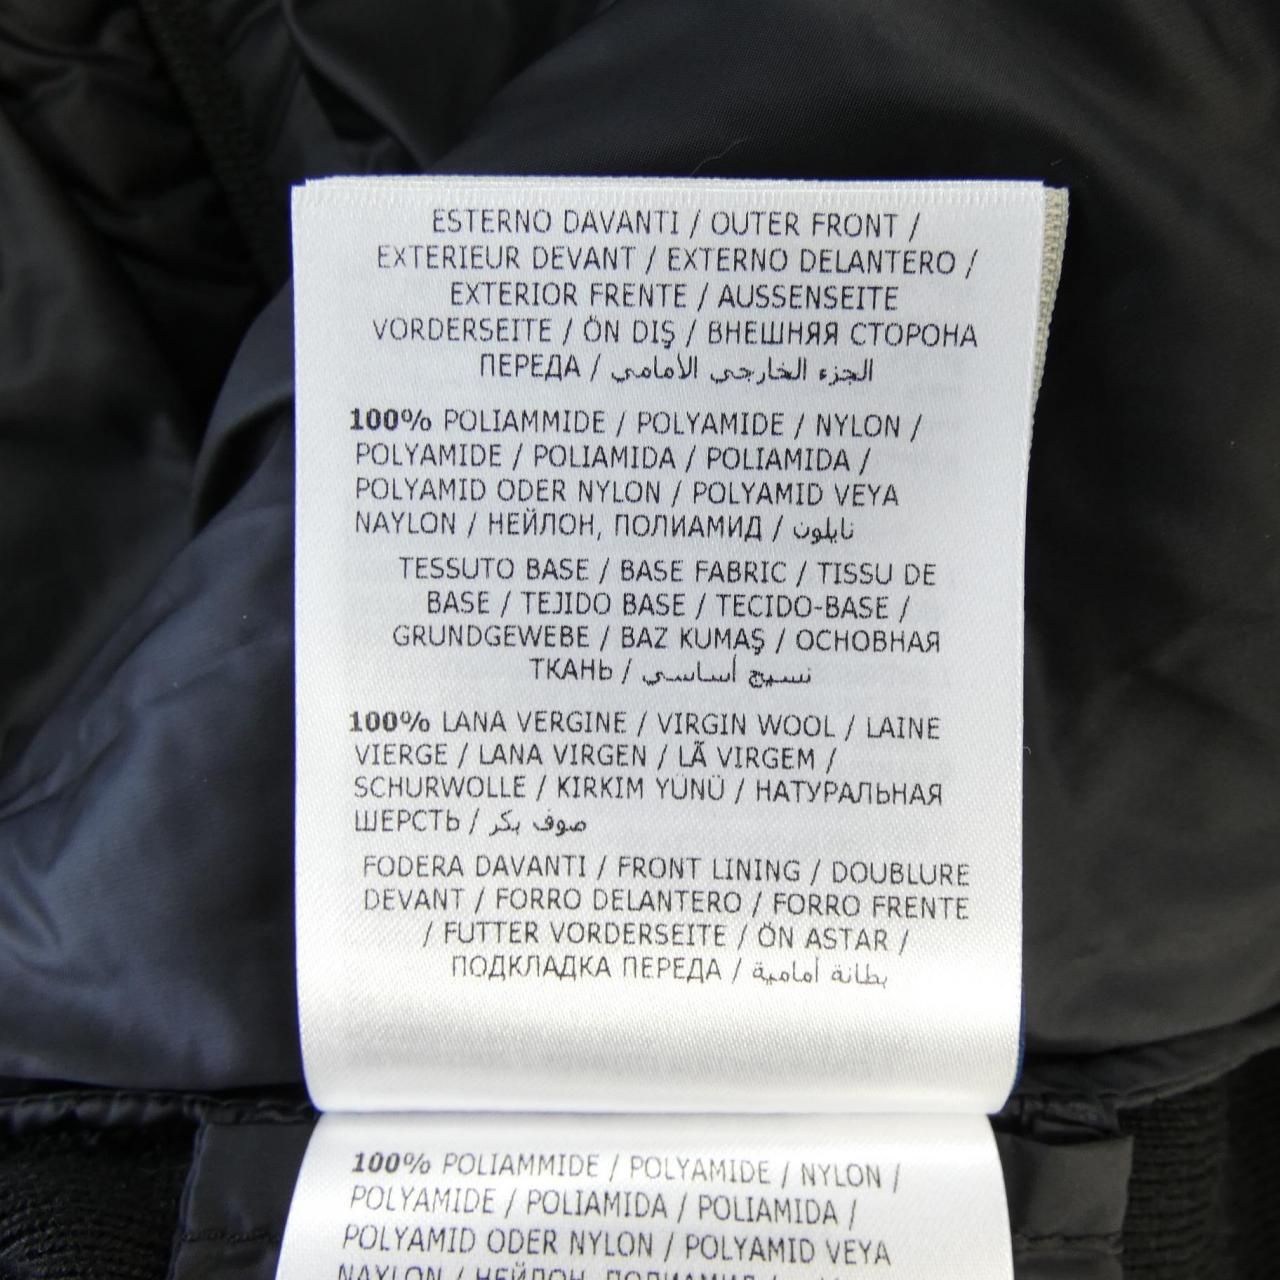 ESTERNO DAVANTI / OUTER FRONT /
EXTERIEUR DEVANT / EXTERNO DELANTERO /
EXTERIOR FRENTE / AUSSENSEITE
VORDERSEITE / ÖN DIŞ / ВНЕШНЯЯ СТОРОНА
ПЕРЕДА / الجزء الخارجي الأمامي
100% POLIAMMIDE / POLYAMIDE / NYLON /
POLYAMIDE / POLIAMIDA / POLIAMIDA /
POLYAMID ODER NYLON / POLYAMID VEYA
NAYLON / НЕЙЛОН, ПОЛИАМИД / نايلون
TESSUTO BASE / BASE FABRIC / TISSU DE
BASE / TEJIDO BASE / TECIDO-BASE /
GRUNDGEWEBE / BAZ KUMAŞ / ОСНОВНАЯ
ТКАНЬ / نسيج أساسي
100% LANA VERGINE / VIRGIN WOOL / LAINE
VIERGE / LANA VIRGEN / LÃ VIRGEM /
SCHURWOLLE / KIRKIM YÜNÜ / НАТУРАЛЬНАЯ
ШЕРСТЬ / صوف بكر
FODERA DAVANTI / FRONT LINING / DOUBLURE
DEVANT / FORRO DELANTERO / FORRO FRENTE
/ FUTTER VORDERSEITE / ÖN ASTAR /
ПОДКЛАДКА ПЕРЕДА / بطانة أمامية
100% POLIAMMIDE / POLYAMIDE / NYLON /
POLYAMIDE / POLIAMIDA / POLIAMIDA /
POLYAMID ODER NYLON / POLYAMID VEYA
NAYLON / НЕЙЛОН, ПОЛИАМИД /